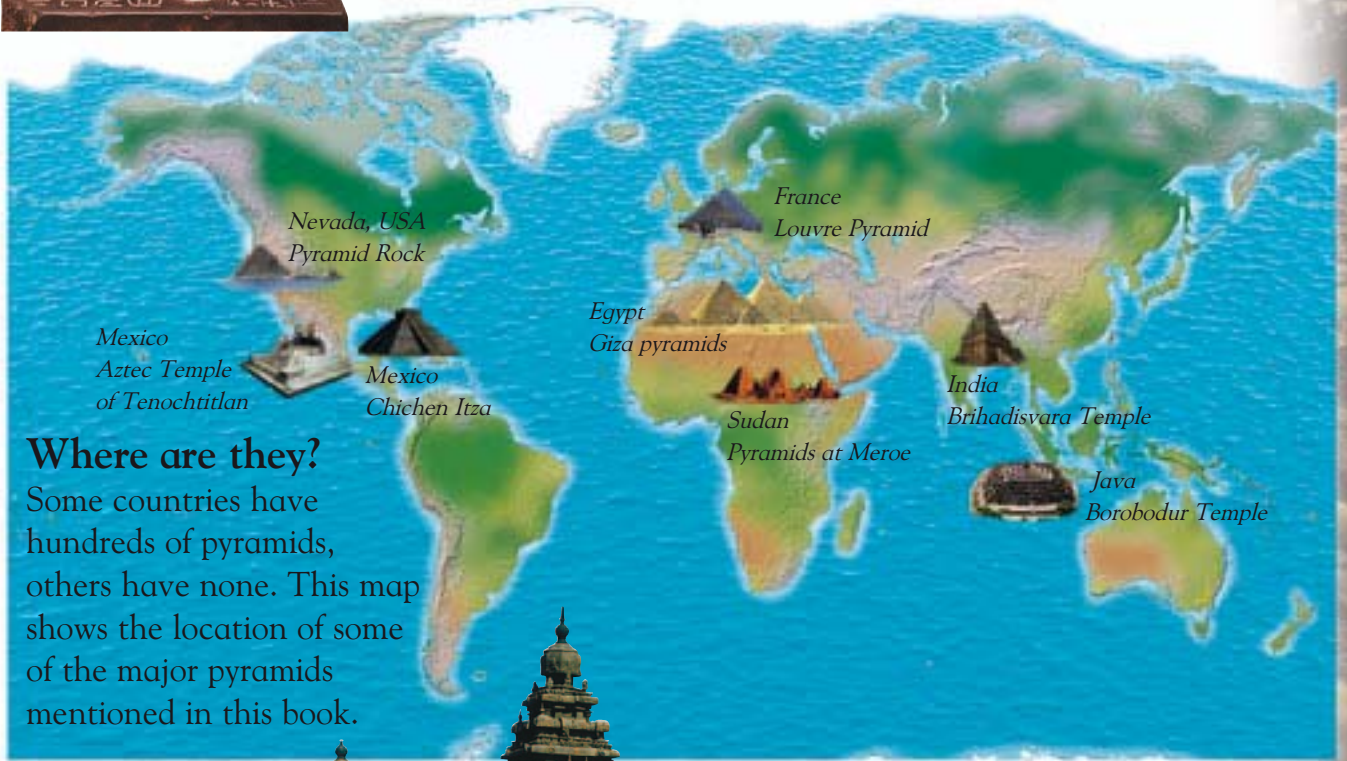 Nevada, USA
Pyramid Rock
France
Louvre Pyramid
Egypt
Giza pyramids
Mexico
Aztec Temple
of Tenochtitlan
Mexico
Chichen Itza
Sudan
Pyramids at Meroe
India
Brihadisvara Temple
Java
Borobodur Temple
Where are they?
Some countries have
hundreds of pyramids,
others have none. This map
shows the location of some
of the major pyramids
mentioned in this book.